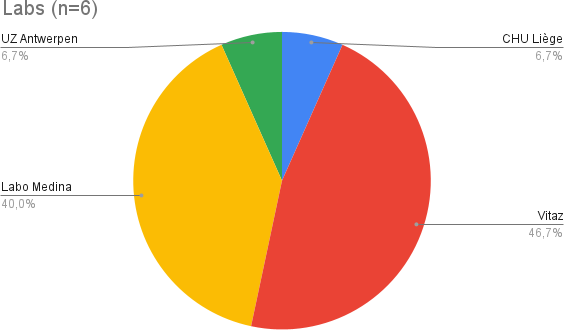 Labs (n=6)
UZ Antwerpen
6,7%
CHU Liège
6,7%
Labo Medina
40,0%
Vitaz
46,7%